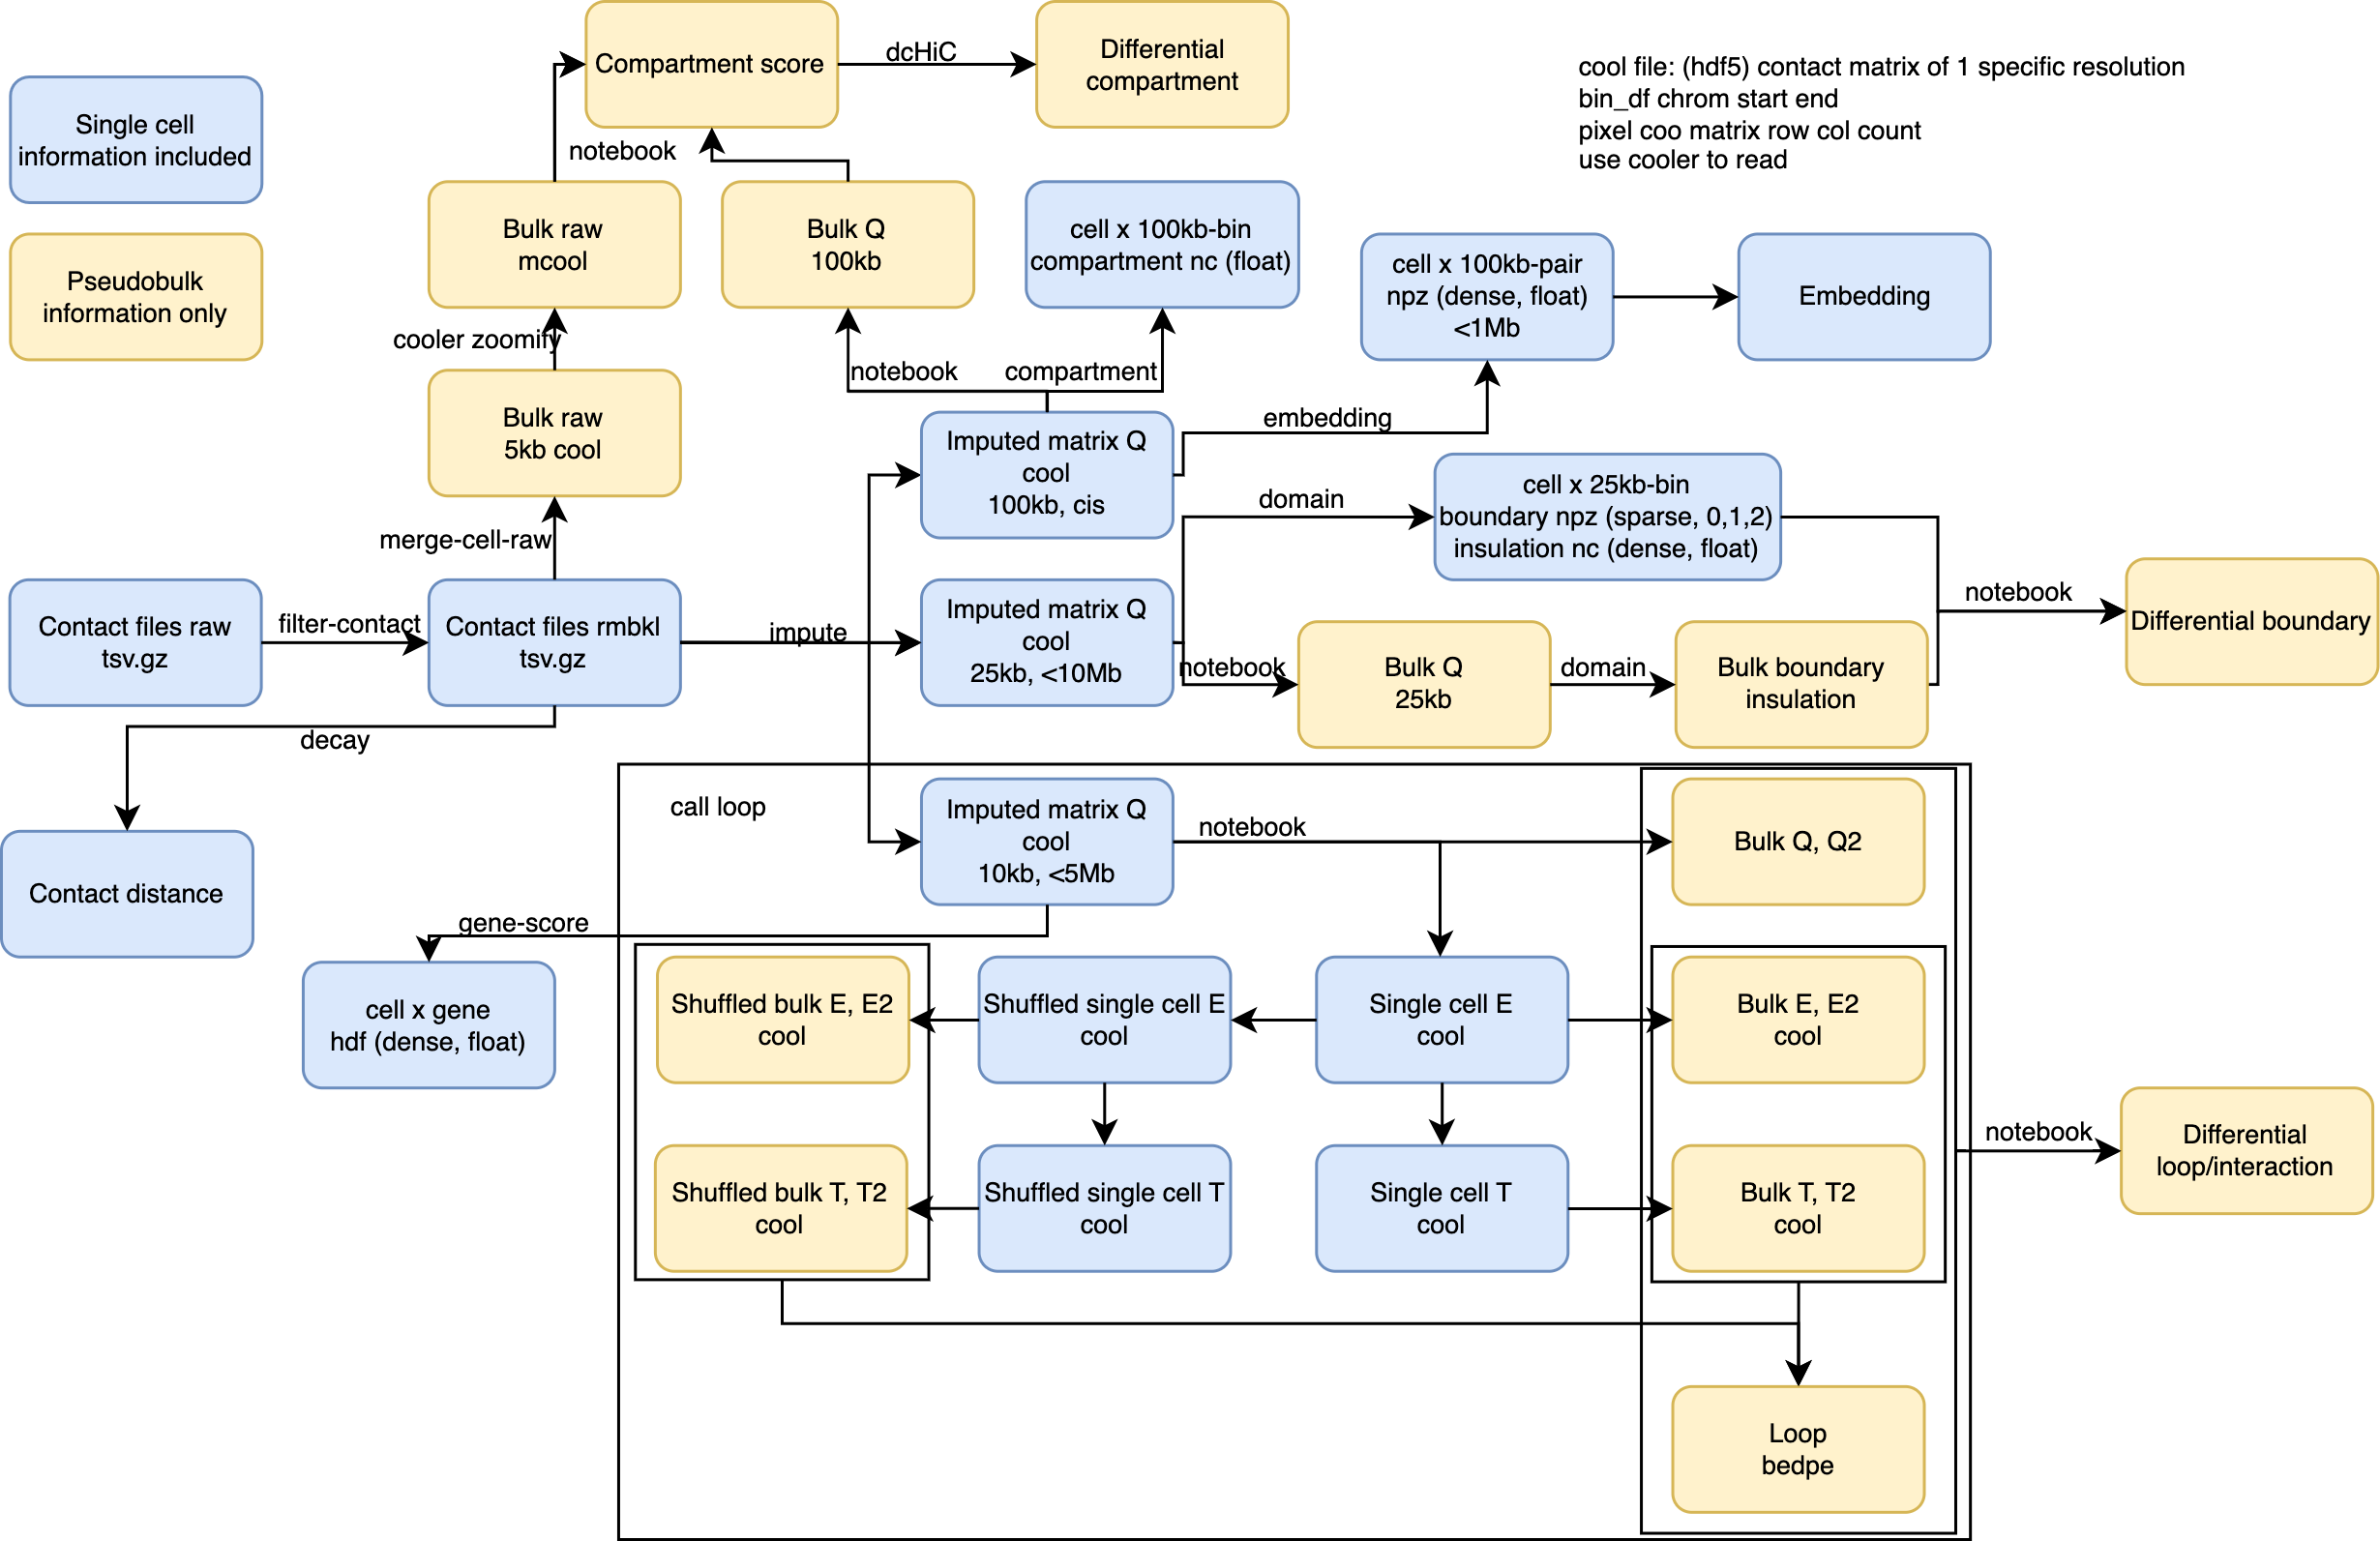 Compartment score
dcHiC
Differential
compartment
cool file: (hdf5) contact matrix of 1 specific resolution
bin_df chrom start end
pixel coo matrix row col count
use cooler to read
Single cell
information included
Pseudobulk
information only
notebook
Bulk raw
mcool
Bulk Q
100kb
cell x 100kb-bin
compartment nc (float)
cell x 100kb-pair
npz (dense, float)
<1Mb
Embedding
cooler zoomify
notebook
compartment
Bulk raw
5kb cool
embedding
Imputed matrix Q
cool
100kb, cis
domain
cell x 25kb-bin
boundary npz (sparse, 0,1,2)
insulation nc (dense, float)
merge-cell-raw
Contact files raw
tsv.gz
filter-contact
Contact files rmbkl
tsv.gz
impute
Imputed matrix Q
cool
25kb, <10Mb
notebook
Bulk Q
25kb
domain
Bulk boundary
insulation
notebook
Differential boundary
decay
Contact distance
call loop
Imputed matrix Q
cool
10kb, <5Mb
notebook
Bulk Q, Q2
gene-score
cell x gene
hdf (dense, float)
Shuffled bulk E, E2
cool
Shuffled single cell E
cool
Single cell E
cool
Bulk E, E2
cool
Shuffled bulk T, T2
cool
Shuffled single cell T
cool
Single cell T
cool
Bulk T, T2
cool
notebook
Differential
loop/interaction
Loop
bedpe